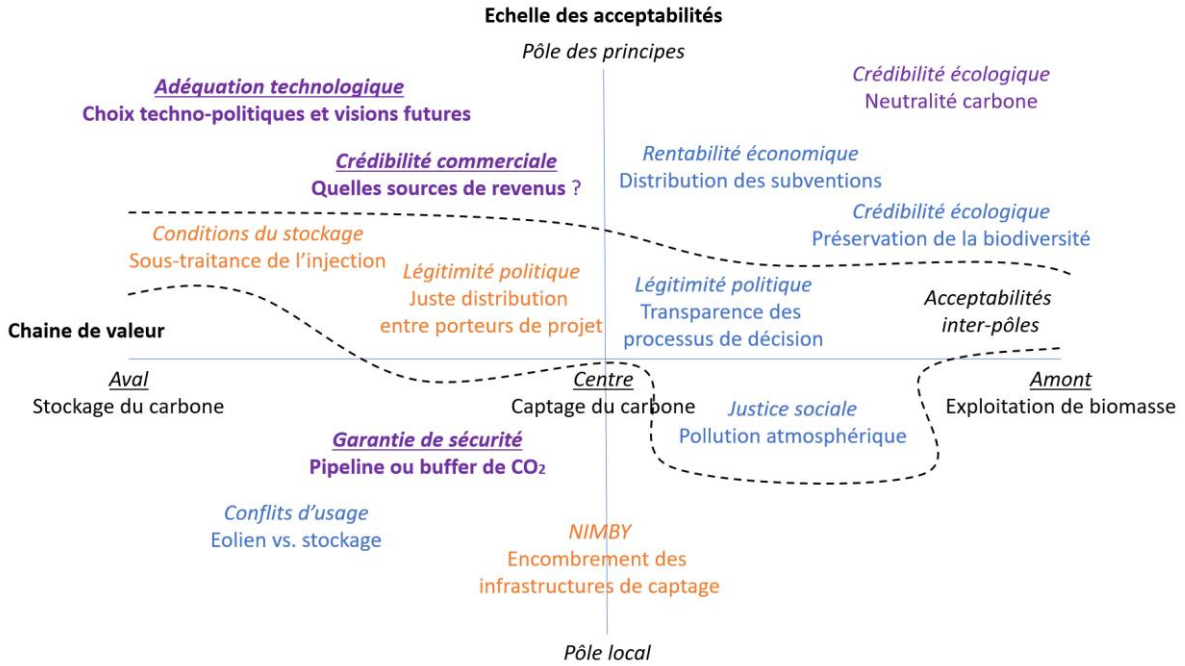 Echelle des acceptabilités
Pôle des principes
Adéquation technologique
Choix techno-politiques et visions futures
Crédibilité écologique
Neutralité carbone
Crédibilité commerciale
Quelles sources de revenus ?
Rentabilité économique
Distribution des subventions
Crédibilité écologique
Préservation de la biodiversité
Conditions du stockage
Sous-traitance de l'injection
Légitimité politique
Juste distribution
entre porteurs de projet
Légitimité politique
Transparence des
processus de décision
Acceptabilités
inter-pôles
Chaine de valeur
Aval
Stockage du carbone
Centre
Captage du carbone
Amont
Exploitation de biomasse
Justice sociale
Pollution atmosphérique
Garantie de sécurité
Pipeline ou buffer de CO₂
Conflits d'usage
Eolien vs. stockage
NIMBY
Encombrement des
infrastructures de captage
Pôle local